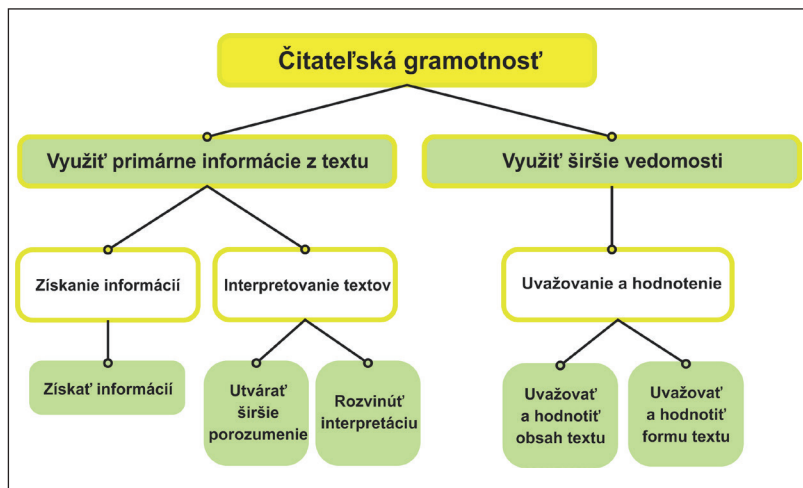 Čitateľská gramotnosť
Využiť primárne informácie z textu
Využiť širšie vedomosti
Získanie informácií
Interpretovanie textov
Uvažovanie a hodnotenie
Získať informácií
Utvárať
širšie
porozumenie
Rozvinúť
interpretáciu
Uvažovať
a hodnotiť
obsah textu
Uvažovať
a hodnotiť
formu textu